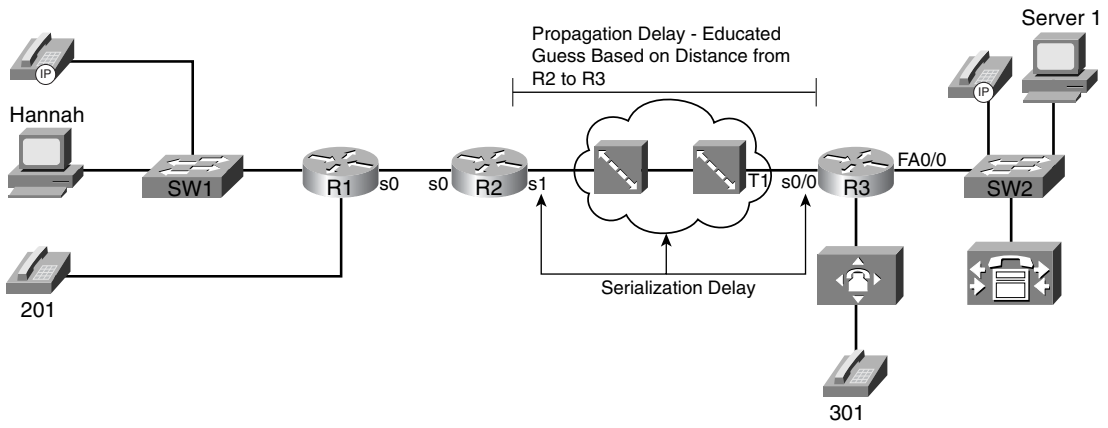 Server 1
Propagation Delay - Educated
Guess Based on Distance from
R2 to R3
IP
IP
Hannah
FA0/0
SW1
R1
s0
s0
R2
s1
T1
s0/0
R3
SW2
Serialization Delay
201
301